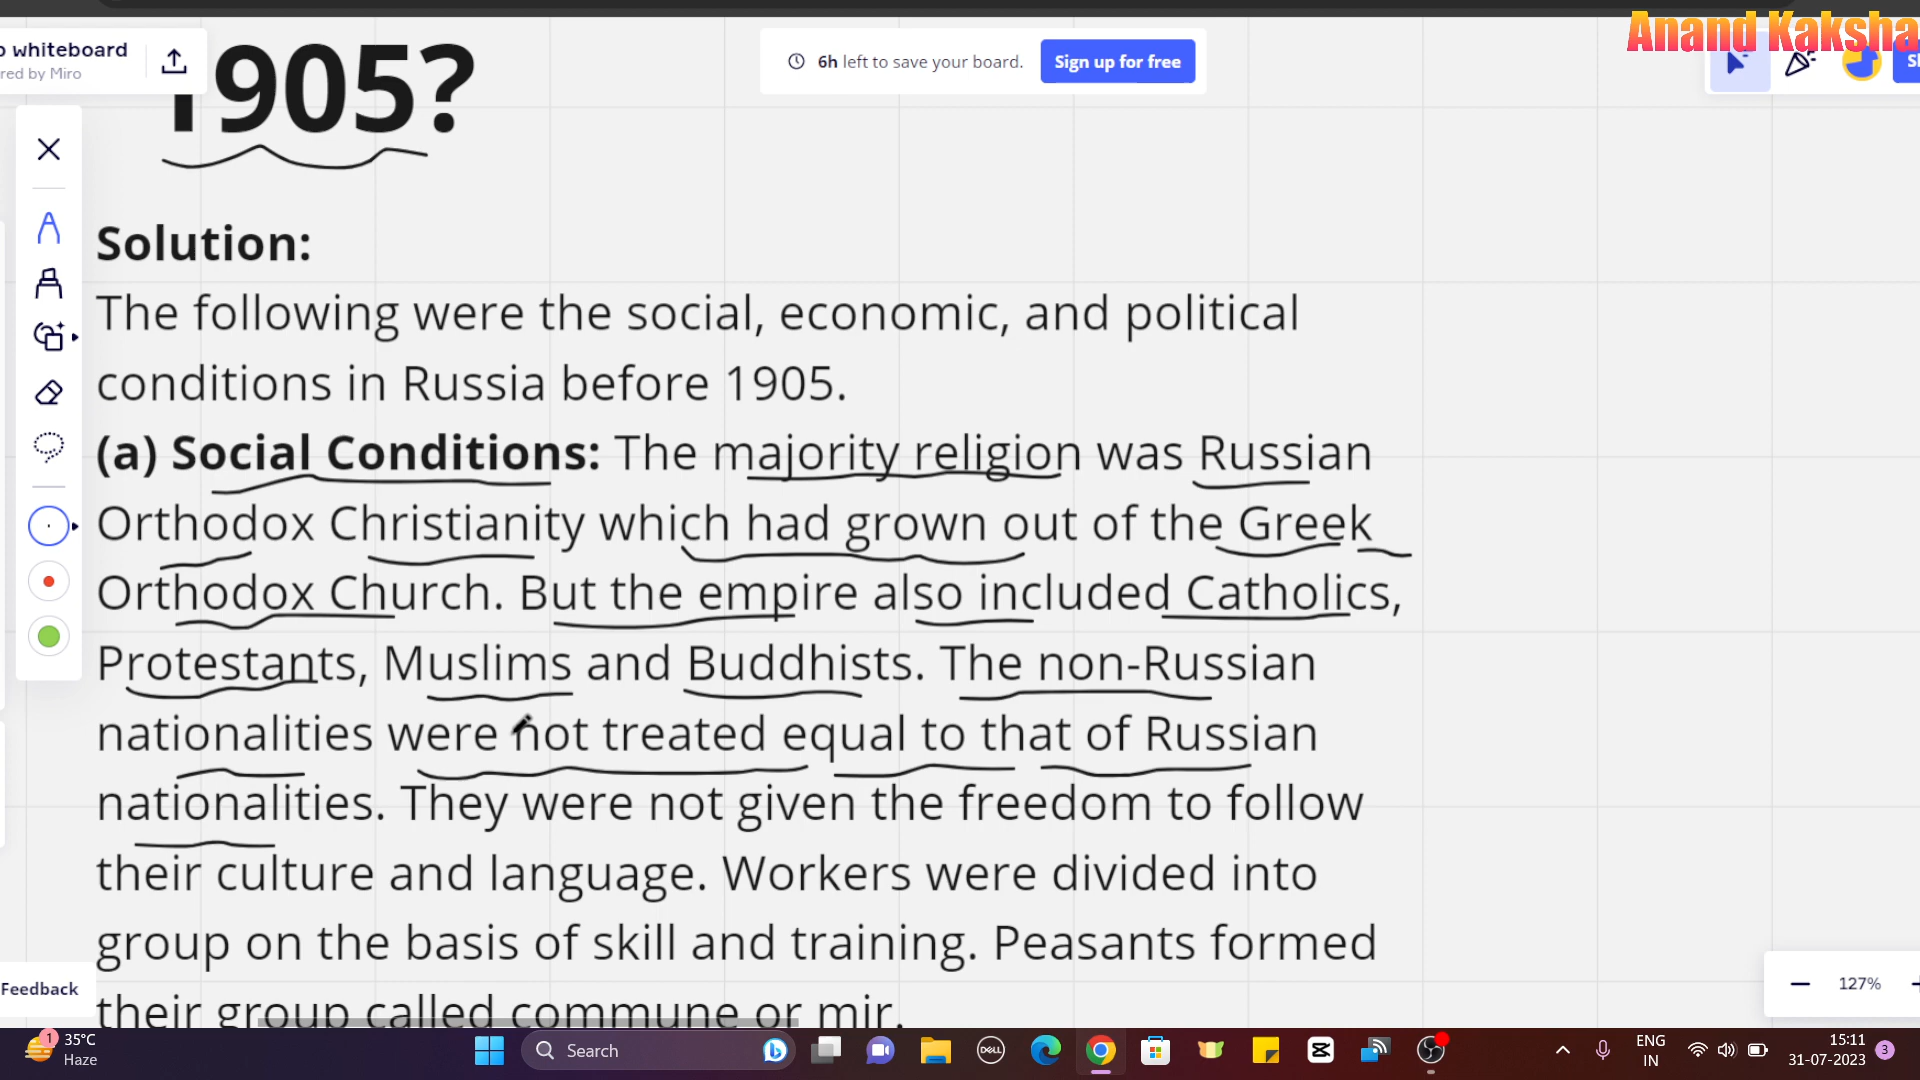 Anand Kaksha
whiteboard
red by Miro
6h left to save your board.
Sign up for free
1905?
Solution:
The following were the social, economic, and political
conditions in Russia before 1905.
(a) Social Conditions: The majority religion was Russian
Orthodox Christianity which had grown out of the Greek
Orthodox Church. But the empire also included Catholics,
Protestants, Muslims and Buddhists. The non-Russian
nationalities were not treated equal to that of Russian
nationalities. They were not given the freedom to follow
their culture and language. Workers were divided into
group on the basis of skill and training. Peasants formed
their group called commune or mir.
127%
Feedback
1
35°C
Haze
Search
DELL
ENG
IN
15:11
31-07-2023
3